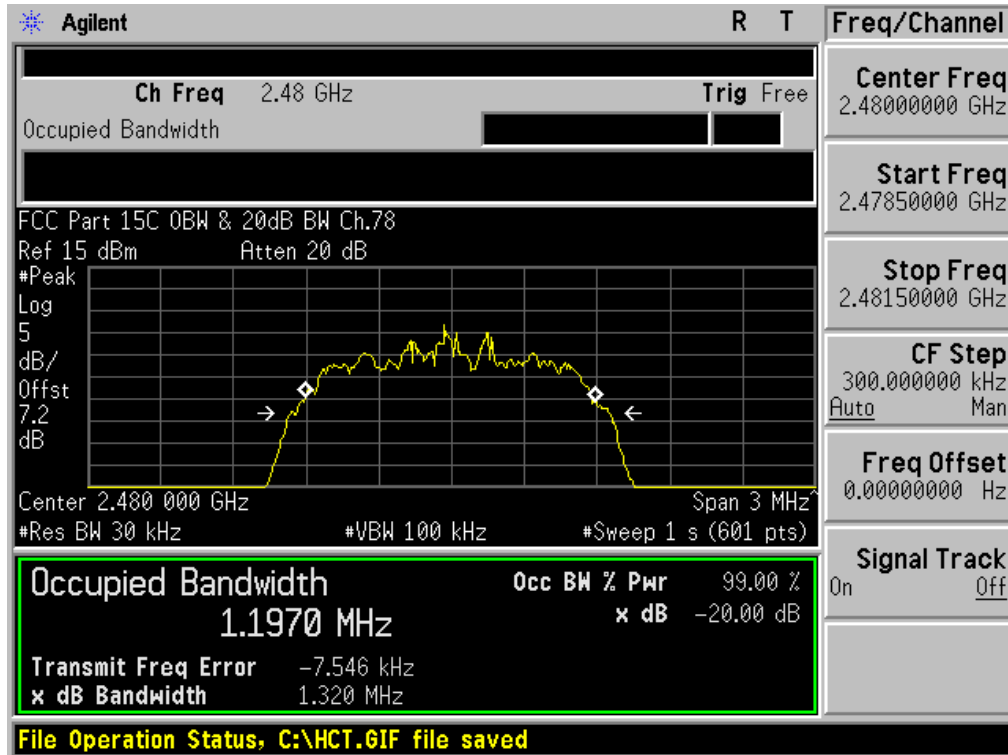 Agilent R T Freq/Channel
Ch Freq 2.48 GHz Trig Free
Occupied Bandwidth
Center Freq
2.48000000 GHz
Start Freq
2.47850000 GHz
Stop Freq
2.48150000 GHz
CF Step
300.000000 kHz
Auto Man
Freq Offset
0.00000000 Hz
Signal Track
On Off
FCC Part 15C OBW & 20dB BW Ch.78
Ref 15 dBm Atten 20 dB
#Peak
Log
5
dB/
Offst
7.2
dB
Center 2.480 000 GHz Span 3 MHz^
#Res BW 30 kHz #VBW 100 kHz #Sweep 1 s (601 pts)
Occupied Bandwidth Occ BW % Pwr 99.00 %
1.1970 MHz x dB -20.00 dB
Transmit Freq Error -7.546 kHz
x dB Bandwidth 1.320 MHz
File Operation Status, C:\HCT.GIF file saved